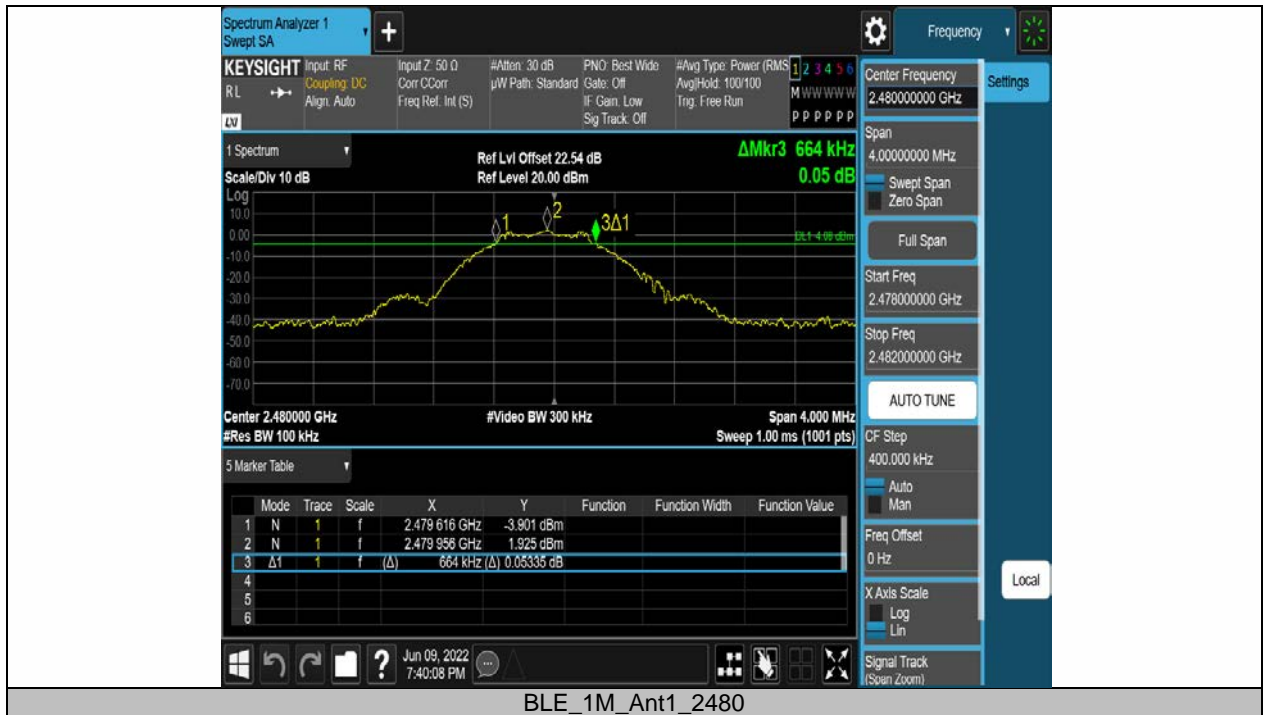 Spectrum Analyzer 1
Swept SA
+
Frequency
KEYSIGHT
RL
LXI
Input: RF
Coupling: DC
Align: Auto
Input Z: 50 Ω
Corr CCorr
Freq Ref: Int (S)
#Atten: 30 dB
µW Path: Standard
PNO: Best Wide
Gate: Off
IF Gain: Low
Sig Track: Off
#Avg Type: Power (RMS
Avg|Hold: 100/100
Trig: Free Run
1 2 3 4 5 6
M W W W W W
P P P P P P
Center Frequency
2.480000000 GHz
Settings
Span
4.00000000 MHz
Swept Span
Zero Span
Full Span
Start Freq
2.478000000 GHz
Stop Freq
2.482000000 GHz
AUTO TUNE
CF Step
400.000 kHz
Auto
Man
Freq Offset
0 Hz
X Axis Scale
Log
Lin
Signal Track
(Span Zoom)
Local
1 Spectrum
Scale/Div 10 dB
Ref Lvl Offset 22.54 dB
Ref Level 20.00 dBm
ΔMkr3 664 kHz
0.05 dB
Log
10.0
0.00
-10.0
-20.0
-30.0
-40.0
-50.0
-60.0
-70.0
1
2
3Δ1
DL1 -4.08 dBm
Center 2.480000 GHz
#Video BW 300 kHz
Span 4.000 MHz
#Res BW 100 kHz
Sweep 1.00 ms (1001 pts)
5 Marker Table
Mode Trace Scale X Y Function Function Width Function Value
1 N 1 f 2.479 616 GHz -3.901 dBm
2 N 1 f 2.479 956 GHz 1.925 dBm
3 Δ1 1 f (Δ) 664 kHz (Δ) 0.05335 dB
4
5
6
?
Jun 09, 2022
7:40:08 PM
BLE_1M_Ant1_2480